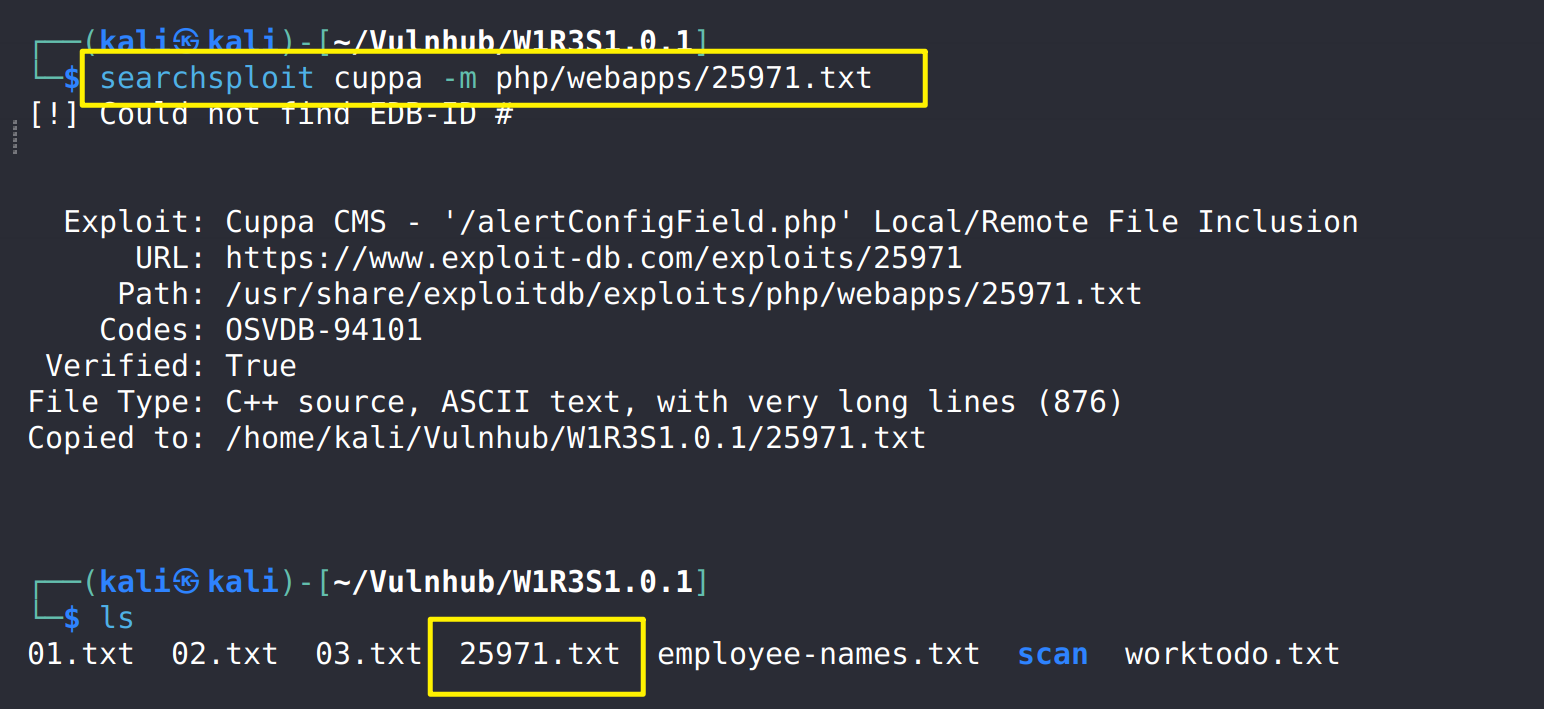 ┌──(kali㉿kali)-[~/Vulnhub/W1R3S1.0.1]
└─$ searchsploit cuppa -m php/webapps/25971.txt
[!] Could not find EDB-ID #
Exploit: Cuppa CMS - '/alertConfigField.php' Local/Remote File Inclusion
URL: https://www.exploit-db.com/exploits/25971
Path: /usr/share/exploitdb/exploits/php/webapps/25971.txt
Codes: OSVDB-94101
Verified: True
File Type: C++ source, ASCII text, with very long lines (876)
Copied to: /home/kali/Vulnhub/W1R3S1.0.1/25971.txt
┌──(kali㉿kali)-[~/Vulnhub/W1R3S1.0.1]
└─$ ls
01.txt  02.txt  03.txt  25971.txt  employee-names.txt  scan  worktodo.txt